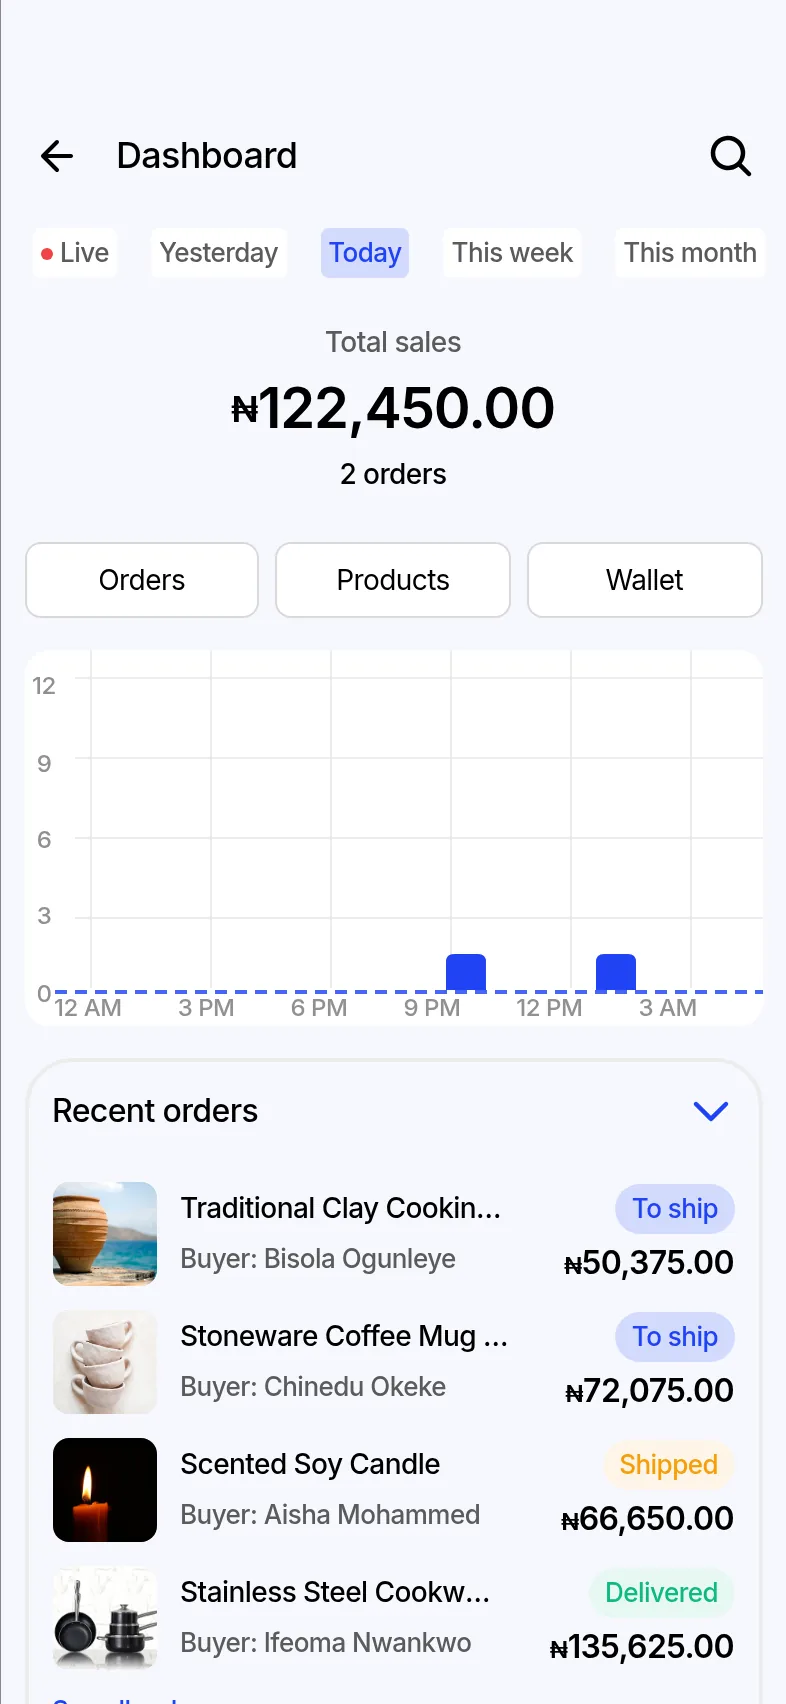 Dashboard
Live Yesterday Today This week This month
Total sales
₦122,450.00
2 orders
Orders Products Wallet
12
9
6
3
0
12 AM 3 PM 6 PM 9 PM 12 PM 3 AM
Recent orders
Traditional Clay Cookin... To ship
Buyer: Bisola Ogunleye ₦50,375.00
Stoneware Coffee Mug ... To ship
Buyer: Chinedu Okeke ₦72,075.00
Scented Soy Candle Shipped
Buyer: Aisha Mohammed ₦66,650.00
Stainless Steel Cookw... Delivered
Buyer: Ifeoma Nwankwo ₦135,625.00